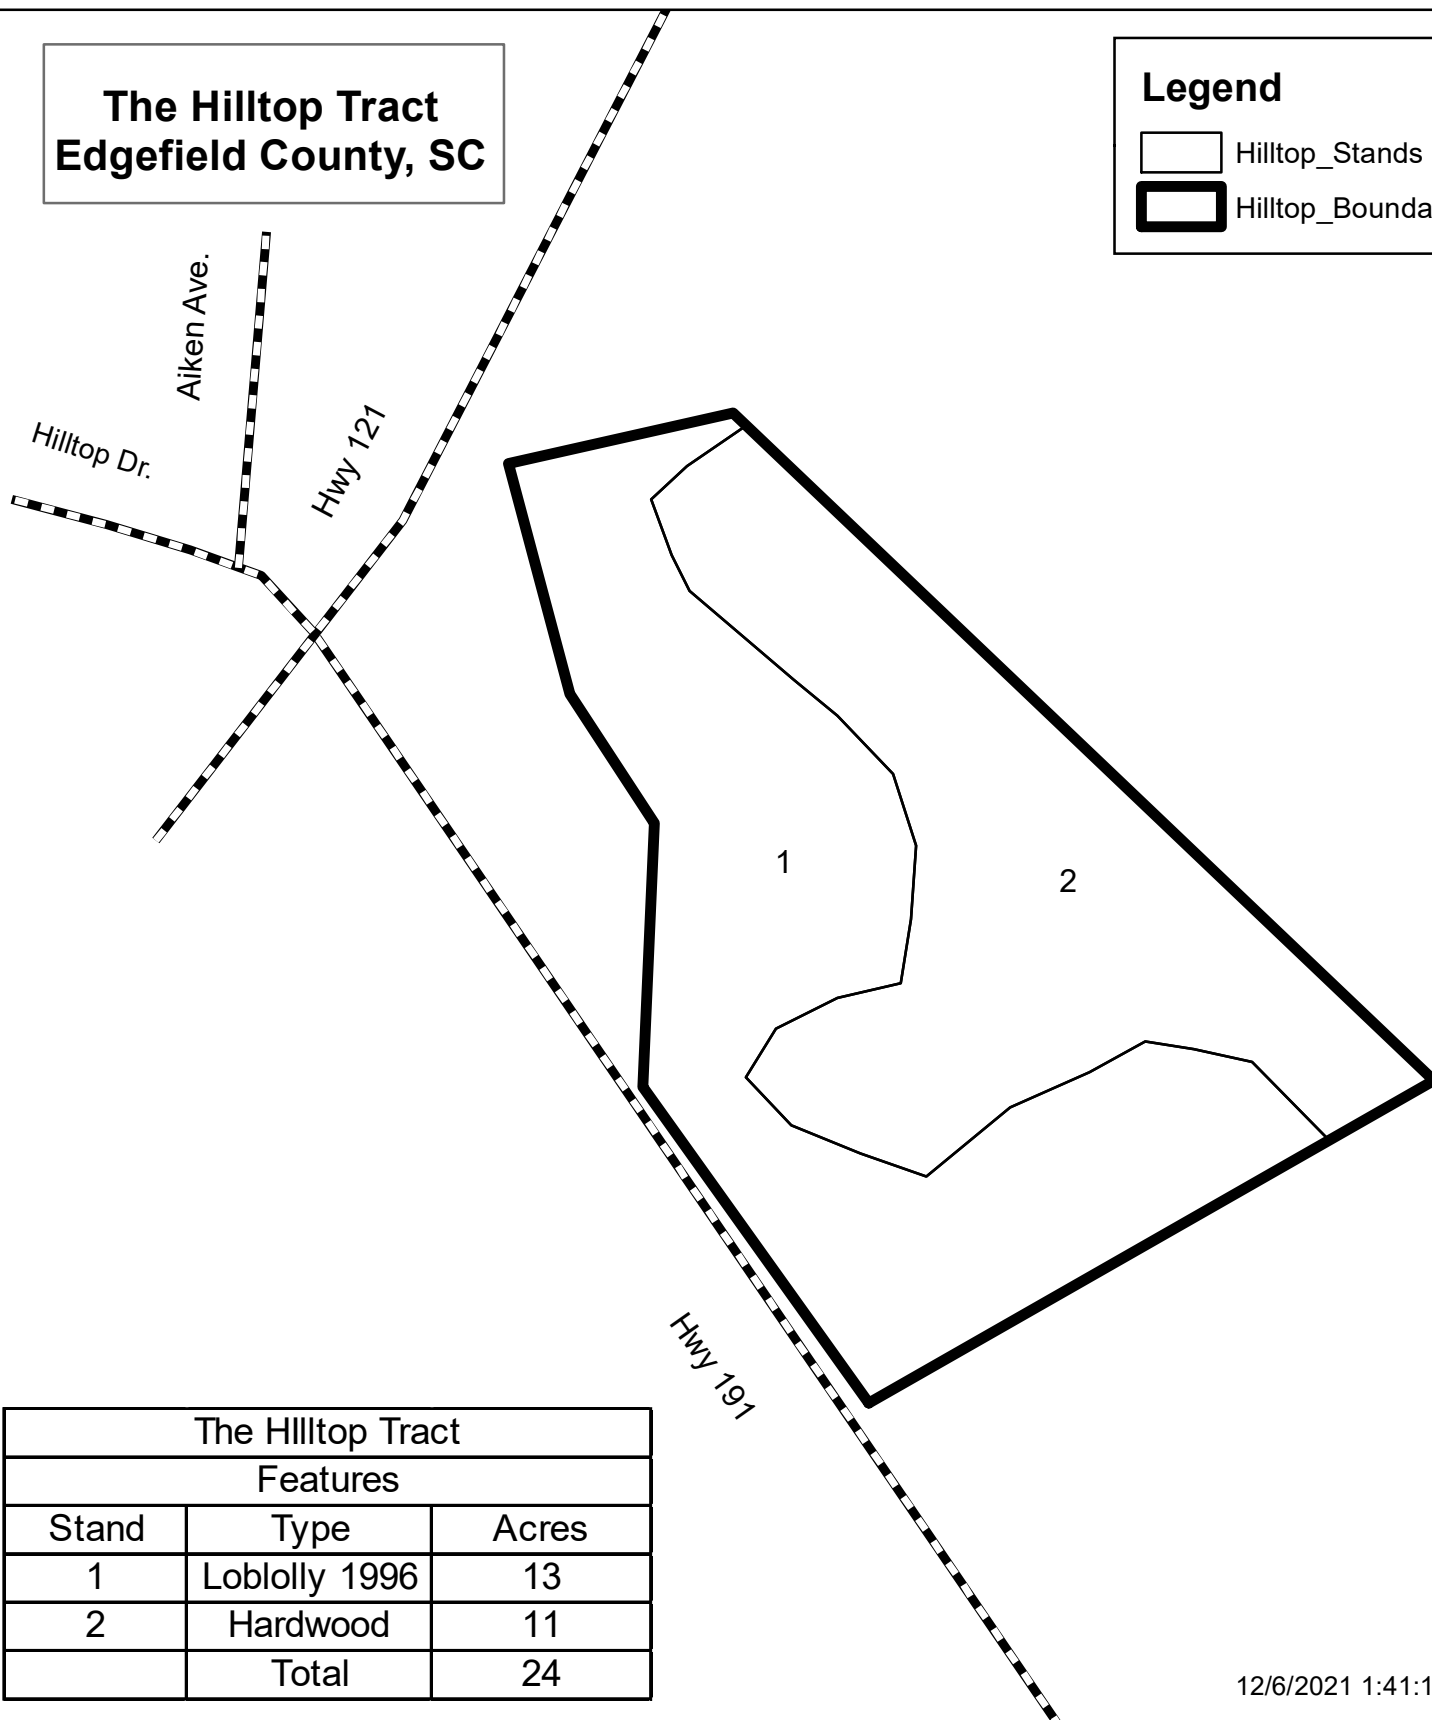 The Hilltop Tract
Edgefield County, SC
Legend
Hilltop_Stands
Hilltop_Bounda
Aiken Ave.
Hilltop Dr.
Hwy 121
1
2
Hwy 191
The HIlltop Tract
Features
Stand Type Acres
1 Loblolly 1996 13
2 Hardwood 11
Total 24
12/6/2021 1:41:1